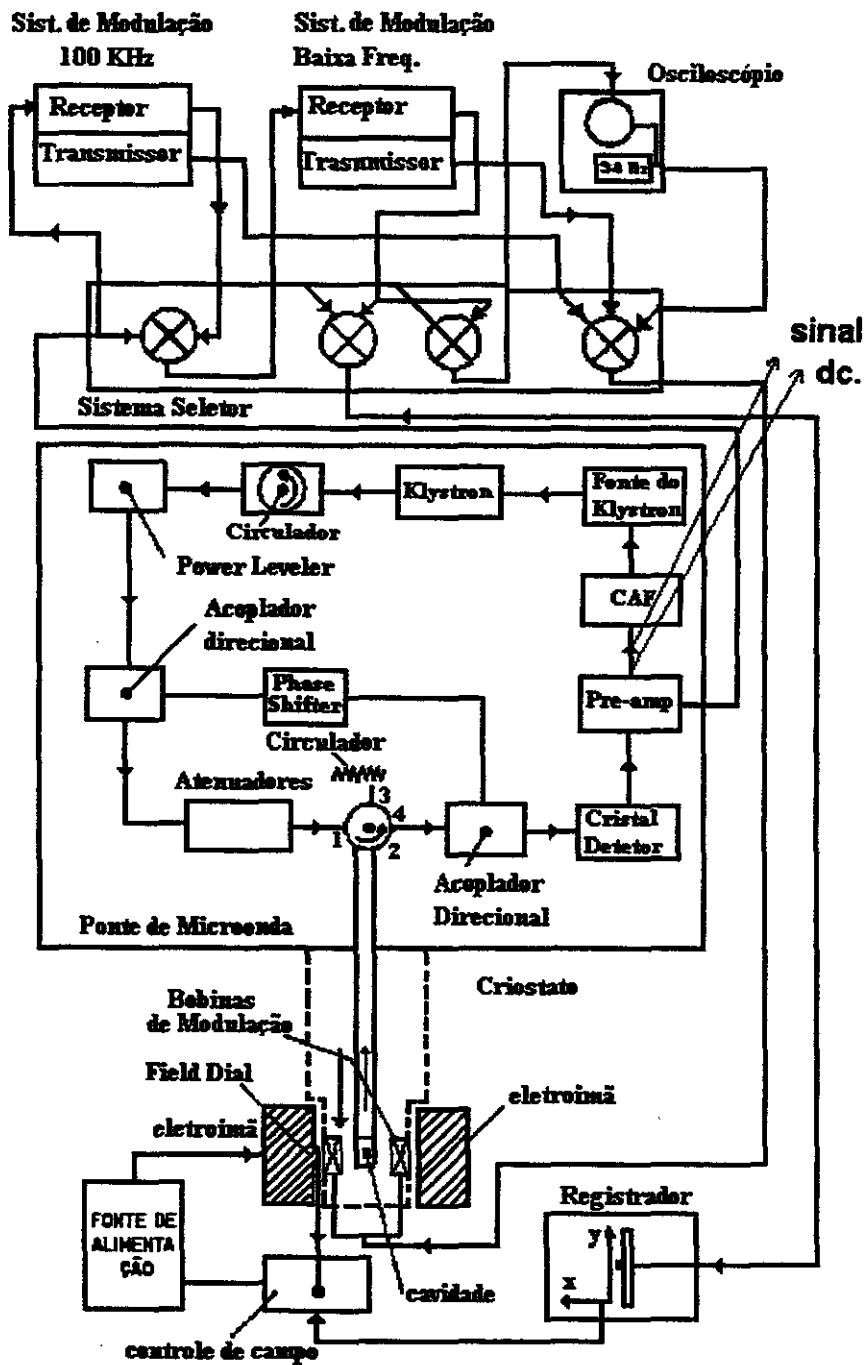 Sist. de Modulação
100 KHz
Sist. de Modulação
Baixa Freq.
Osciloscópio
Receptor
Transmissor
Receptor
Trasnmissor
34 Hz
Sistema Seletor
sinal
dc.
Klystron
Fonte do
Klystron
Circulador
Power Leveler
CAF
Acoplador
direcional
Phase
Shifter
Pre-amp
Circulador
Atenuadores
3
4
1
2
Cristal
Detetor
Acoplador
Direcional
Ponte de Microonda
Criostato
Bobinas
de Modulação
Field Dial
eletroimã
eletroimã
FONTE DE
ALIMENTA
ÇÃO
Registrador
y
x
cavidade
controle de campo